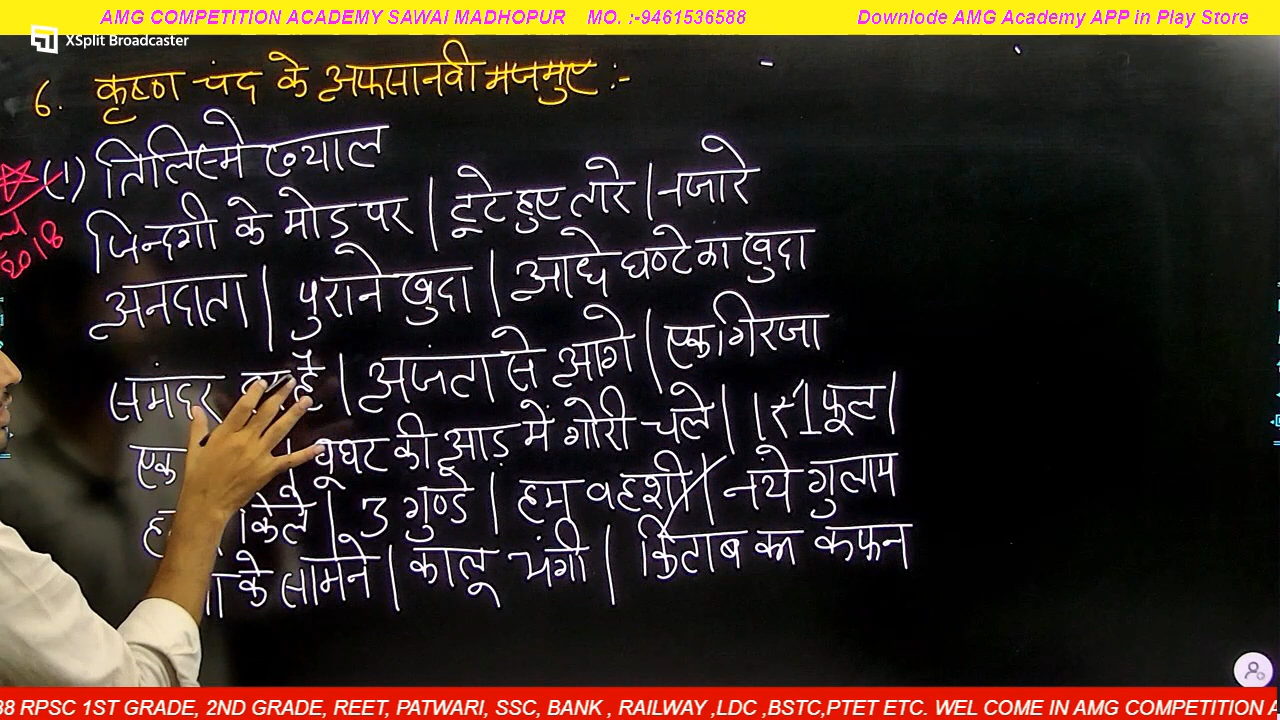 AMG COMPETITION ACADEMY SAWAI MADHOPUR MO. :-9461536588 Downlode AMG Academy APP in Play Store
XSplit Broadcaster
6. कृष्ण चंद के अफसानवी मजमुए :-
(1) तिलिस्मे ख्याल
जिन्दगी के मोड पर | टूटे हुए तारे | नजारे
2018
अनदाता | पुराने खुदा | आधे घण्टे का खुदा
समंदर है | अजंता से आगे | एक गिरजा
एक | घूघट की आड़ में गोरी चले | 1 फूल |
किले | 3 गुण्डे | हम वहशी | नये गुलाम
के सामने | कालू भंगी | किताब का कफन
88 RPSC 1ST GRADE, 2ND GRADE, REET, PATWARI, SSC, BANK , RAILWAY ,LDC ,BSTC,PTET ETC. WEL COME IN AMG COMPETITION A